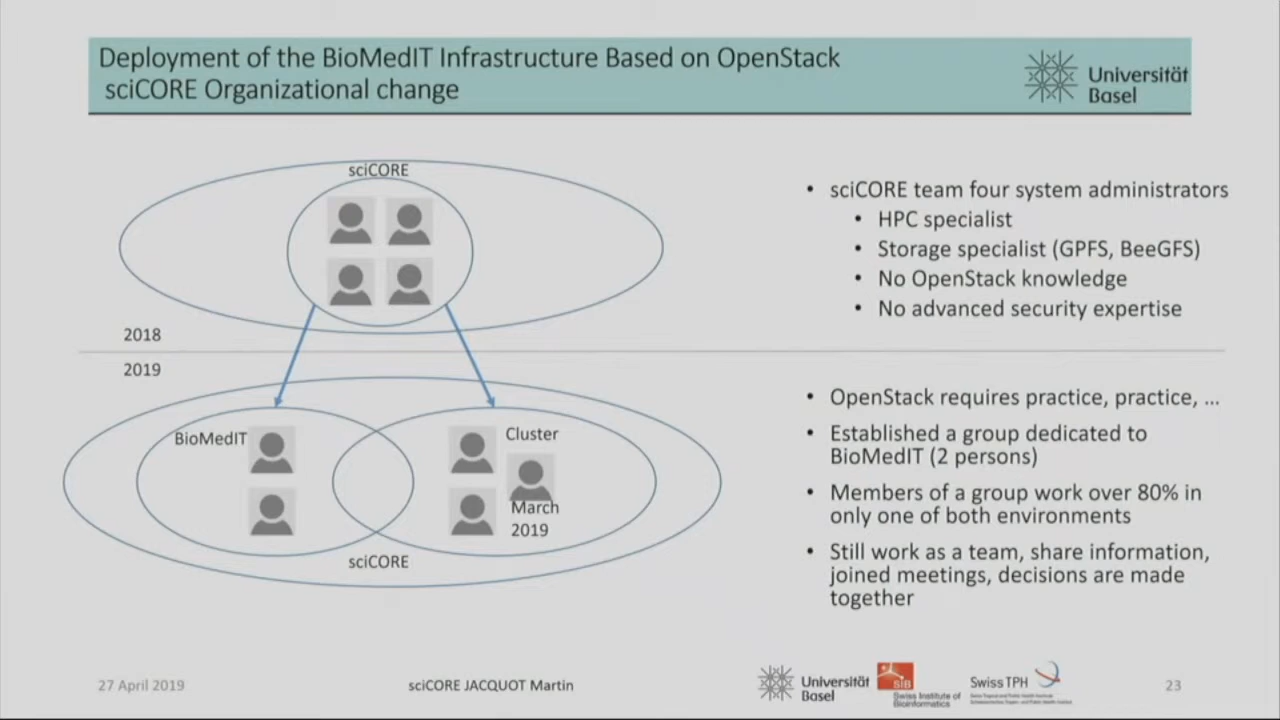 Deployment of the BioMedIT Infrastructure Based on OpenStack
sciCORE Organizational change
Universität
Basel
sciCORE
2018
2019
BioMedIT
Cluster
March
2019
sciCORE
• sciCORE team four system administrators
• HPC specialist
• Storage specialist (GPFS, BeeGFS)
• No OpenStack knowledge
• No advanced security expertise
• OpenStack requires practice, practice, ...
• Established a group dedicated to
BioMedIT (2 persons)
• Members of a group work over 80% in
only one of both environments
• Still work as a team, share information,
joined meetings, decisions are made
together
27 April 2019
sciCORE JACQUOT Martin
Universität
Basel
SIB
Swiss Institute of
Bioinformatics
Swiss TPH
23